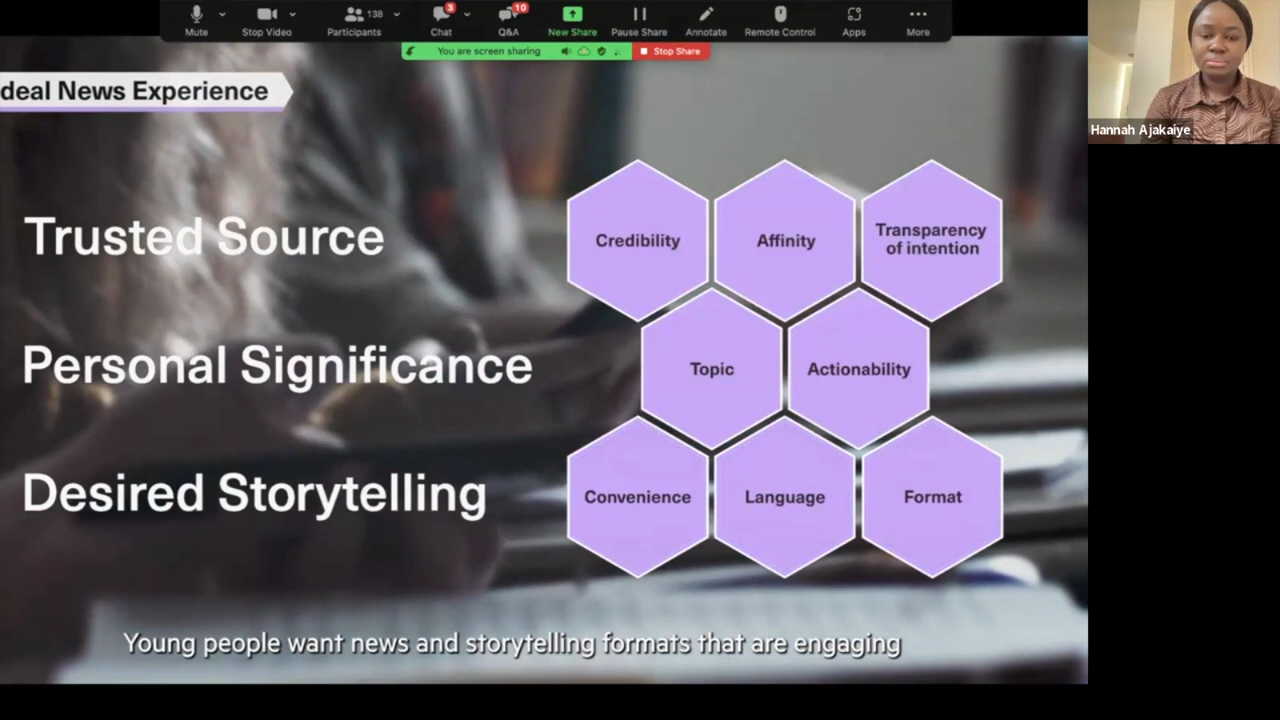 138
3
10
Mute
Stop Video
Participants
Chat
Q&A
New Share
Pause Share
Annotate
Remote Control
Apps
More
You are screen sharing
Stop Share
deal News Experience
Hannah Ajakaiye
Trusted Source
Credibility
Affinity
Transparency
of intention
Personal Significance
Topic
Actionability
Desired Storytelling
Convenience
Language
Format
Young people want news and storytelling formats that are engaging